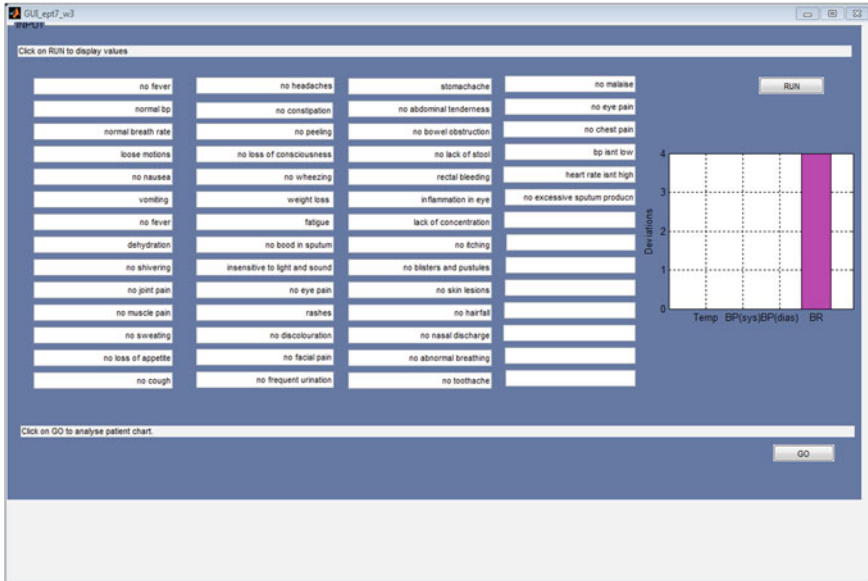 GUI_ept7_w3
INPUT
Click on RUN to display values
no fever
normal bp
normal breath rate
loose motions
no nausea
vomiting
no fever
dehydration
no shivering
no joint pain
no muscle pain
no sweating
no loss of appetite
no cough
no headaches
no constipation
no peeling
no loss of consciousness
no wheezing
weight loss
fatigue
no bood in sputum
insensitive to light and sound
no eye pain
rashes
no discolouration
no facial pain
no frequent urination
stomachache
no abdominal tenderness
no bowel obstruction
no lack of stool
rectal bleeding
inflammation in eye
lack of concentration
no itching
no blisters and pustules
no skin lesions
no hairfall
no nasal discharge
no abnormal breathing
no toothache
no malaise
no eye pain
no chest pain
bp isnt low
heart rate isnt high
no excessive sputum producn
RUN
4
3
2
1
0
Deviations
Temp BP(sys)BP(dias) BR
Click on GO to analyse patient chart.
GO